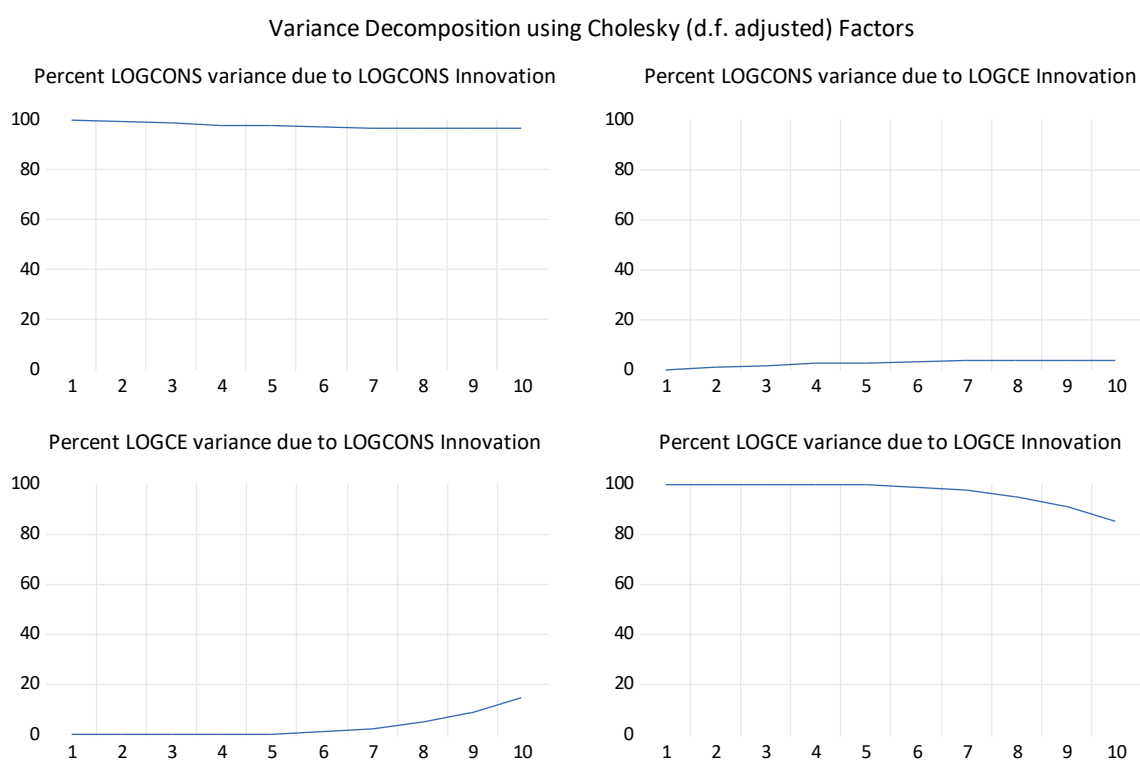 Variance Decomposition using Cholesky (d.f. adjusted) Factors
Percent LOGCONS variance due to LOGCONS Innovation
100
80
60
40
20
0
1 2 3 4 5 6 7 8 9 10
Percent LOGCONS variance due to LOGCE Innovation
100
80
60
40
20
0
1 2 3 4 5 6 7 8 9 10
Percent LOGCE variance due to LOGCONS Innovation
100
80
60
40
20
0
1 2 3 4 5 6 7 8 9 10
Percent LOGCE variance due to LOGCE Innovation
100
80
60
40
20
0
1 2 3 4 5 6 7 8 9 10